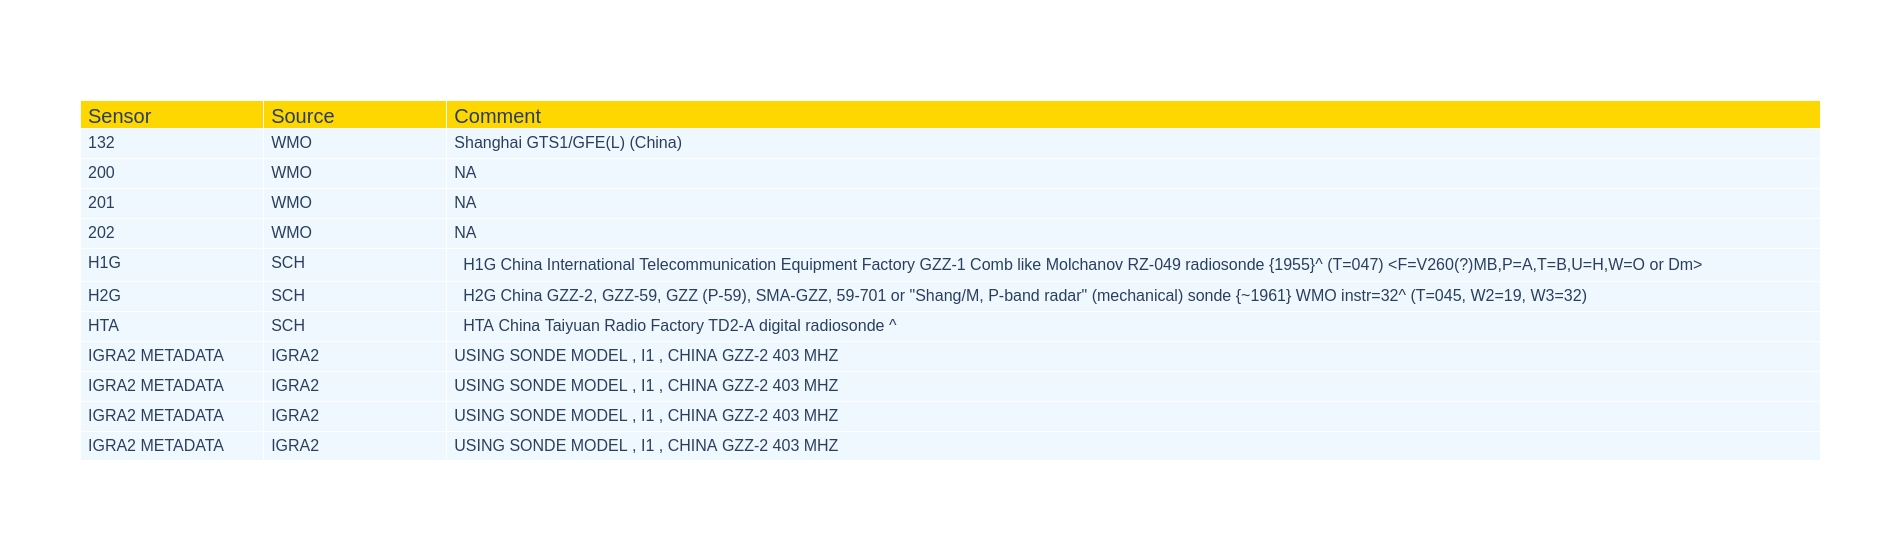 Sensor Source Comment
132 WMO Shanghai GTS1/GFE(L) (China)
200 WMO NA
201 WMO NA
202 WMO NA
H1G SCH H1G China International Telecommunication Equipment Factory GZZ-1 Comb like Molchanov RZ-049 radiosonde {1955}^ (T=047) <F=V260(?)MB,P=A,T=B,U=H,W=O or Dm>
H2G SCH H2G China GZZ-2, GZZ-59, GZZ (P-59), SMA-GZZ, 59-701 or "Shang/M, P-band radar" (mechanical) sonde {~1961} WMO instr=32^ (T=045, W2=19, W3=32)
HTA SCH HTA China Taiyuan Radio Factory TD2-A digital radiosonde ^
IGRA2 METADATA IGRA2 USING SONDE MODEL , I1 , CHINA GZZ-2 403 MHZ
IGRA2 METADATA IGRA2 USING SONDE MODEL , I1 , CHINA GZZ-2 403 MHZ
IGRA2 METADATA IGRA2 USING SONDE MODEL , I1 , CHINA GZZ-2 403 MHZ
IGRA2 METADATA IGRA2 USING SONDE MODEL , I1 , CHINA GZZ-2 403 MHZ